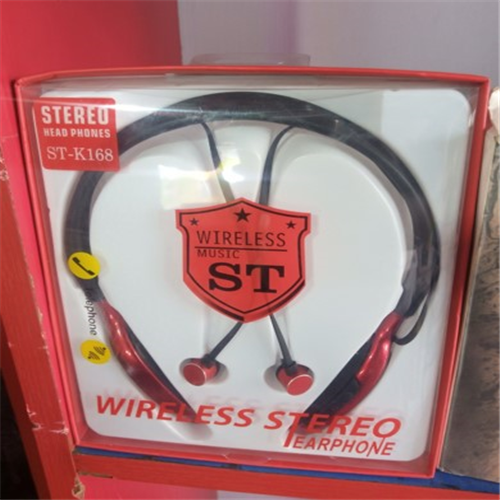 STEREO
HEAD PHONES
ST-K168
WIRELESS
MUSIC
ST
WIRELESS STEREO
EARPHONE